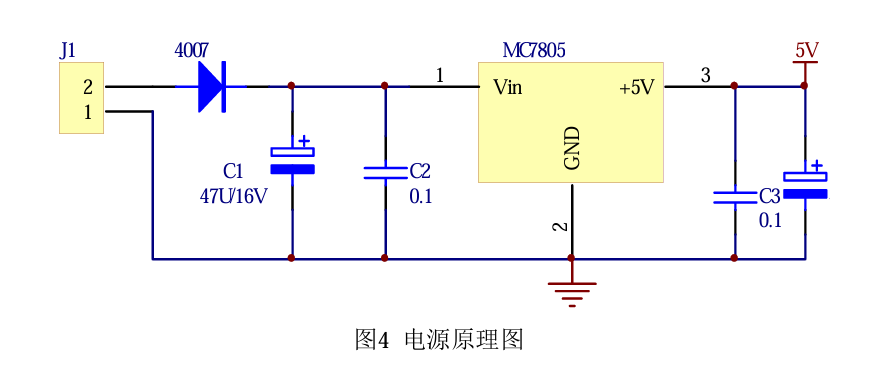 J1
4007
MC7805
5V
2
1
1
Vin
+5V
3
GND
2
C1
47U/16V
+
C2
0.1
C3
0.1
+
图4 电源原理图